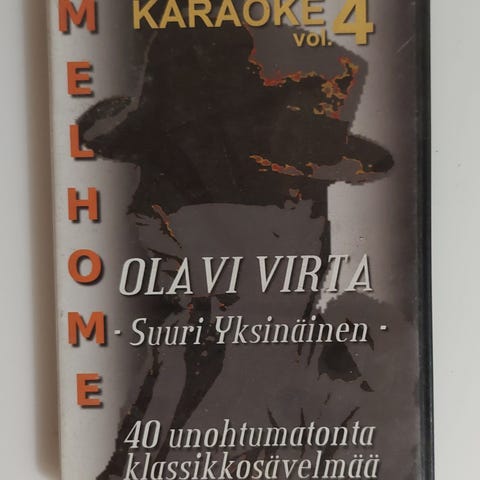 MELHOME
KARAOKE
vol.4
OLAVI VIRTA
- Suuri Yksinäinen -
40 unohtumatonta
klassikkosävelmää